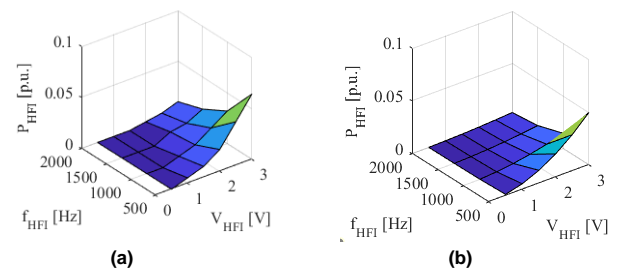 0.1
0.05
0
P_HFI [p.u.]
2000
1500
1000
500
f_HFI [Hz]
0
1
2
3
V_HFI [V]
(a)
0.1
0.05
0
P_HFI [p.u.]
2000
1500
1000
500
f_HFI [Hz]
0
1
2
3
V_HFI [V]
(b)